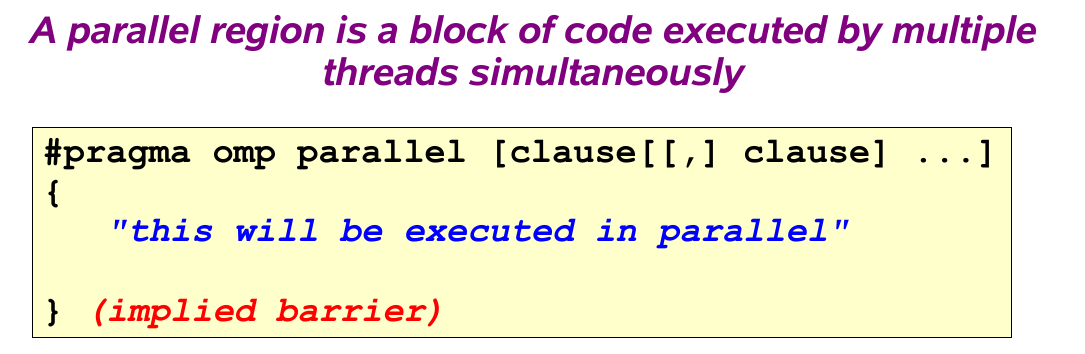 A parallel region is a block of code executed by multiple
threads simultaneously
#pragma omp parallel [clause[[,] clause] ...]
{
"this will be executed in parallel"
} (implied barrier)